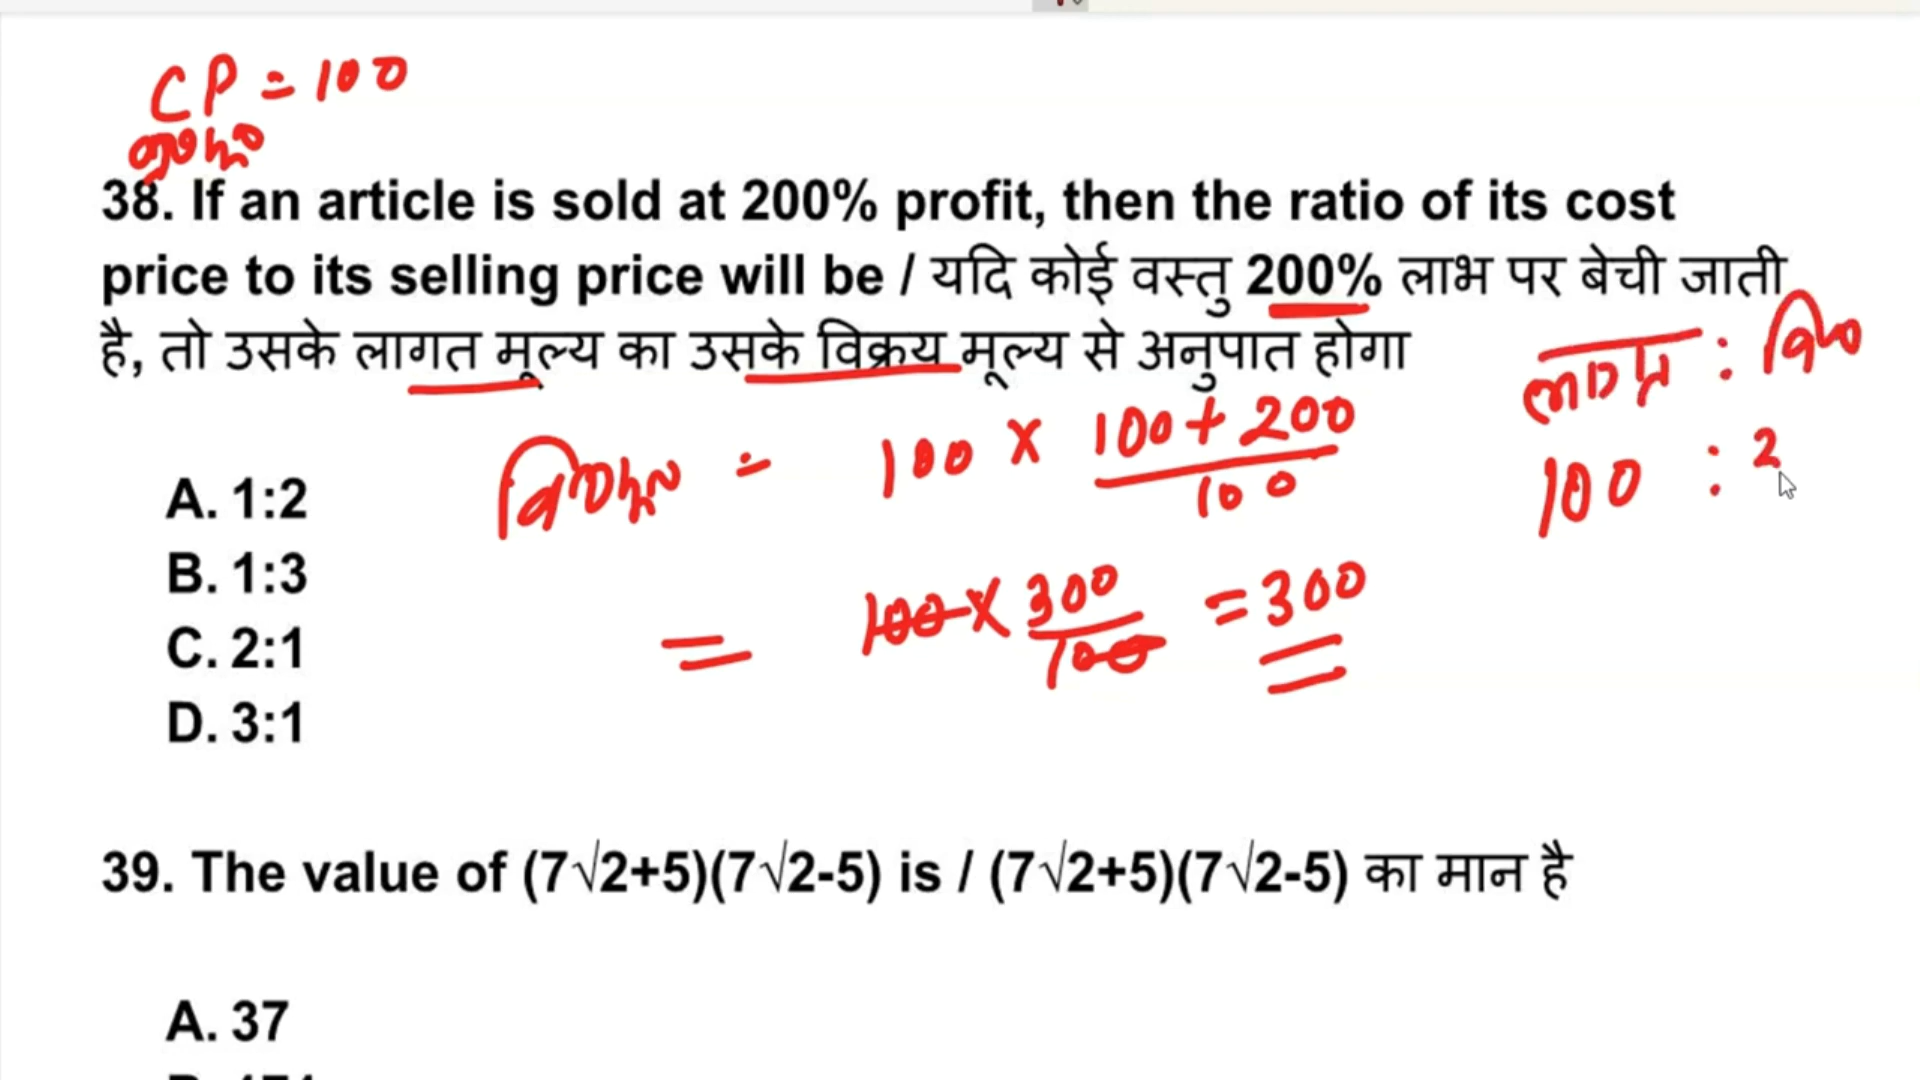 CP = 100
38. If an article is sold at 200% profit, then the ratio of its cost
price to its selling price will be / यदि कोई वस्तु 200% लाभ पर बेची जाती
है, तो उसके लागत मूल्य का उसके विक्रय मूल्य से अनुपात होगा
= 100 × 100 + 200 / 100
100 : 2
= 100 × 300 / 100 = 300
A. 1:2
B. 1:3
C. 2:1
D. 3:1
39. The value of (7√2+5)(7√2-5) is / (7√2+5)(7√2-5) का मान है
A. 37